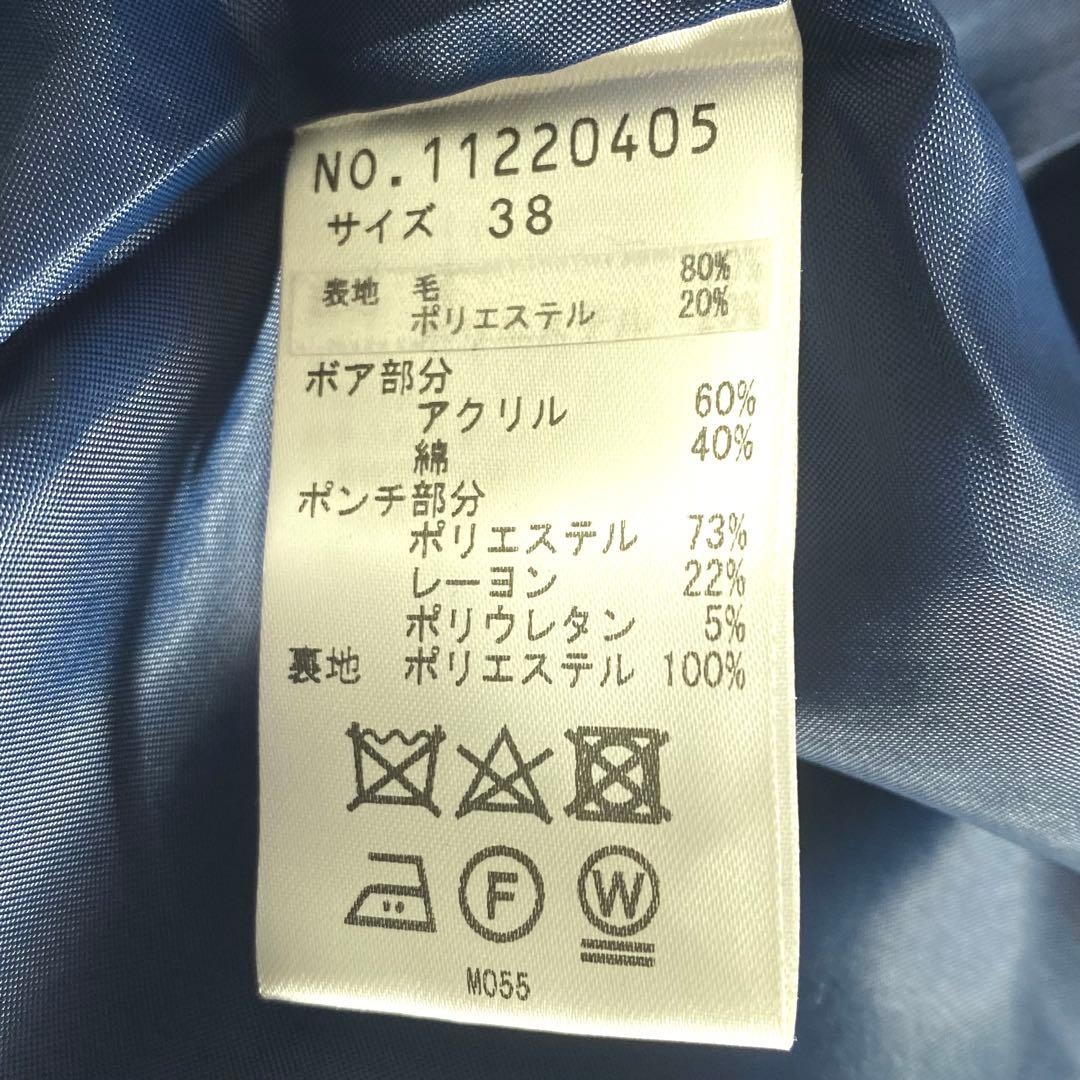 NO.11220405
サイズ 38
表地 毛 80%
ポリエステル 20%
ボア部分
アクリル 60%
綿 40%
ポンチ部分
ポリエステル 73%
レーヨン 22%
ポリウレタン 5%
裏地 ポリエステル 100%
F W
M055